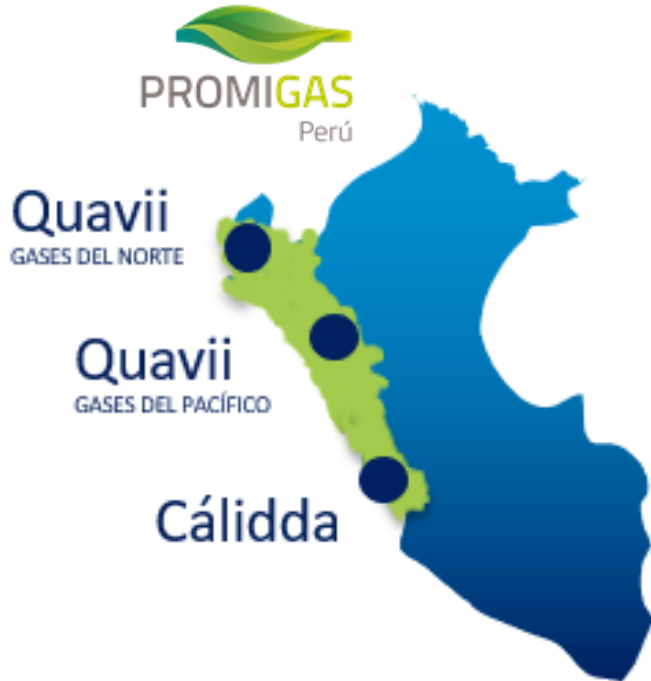 PROMIGAS
Perú
Quavii
GASES DEL NORTE
Quavii
GASES DEL PACÍFICO
Cálidda